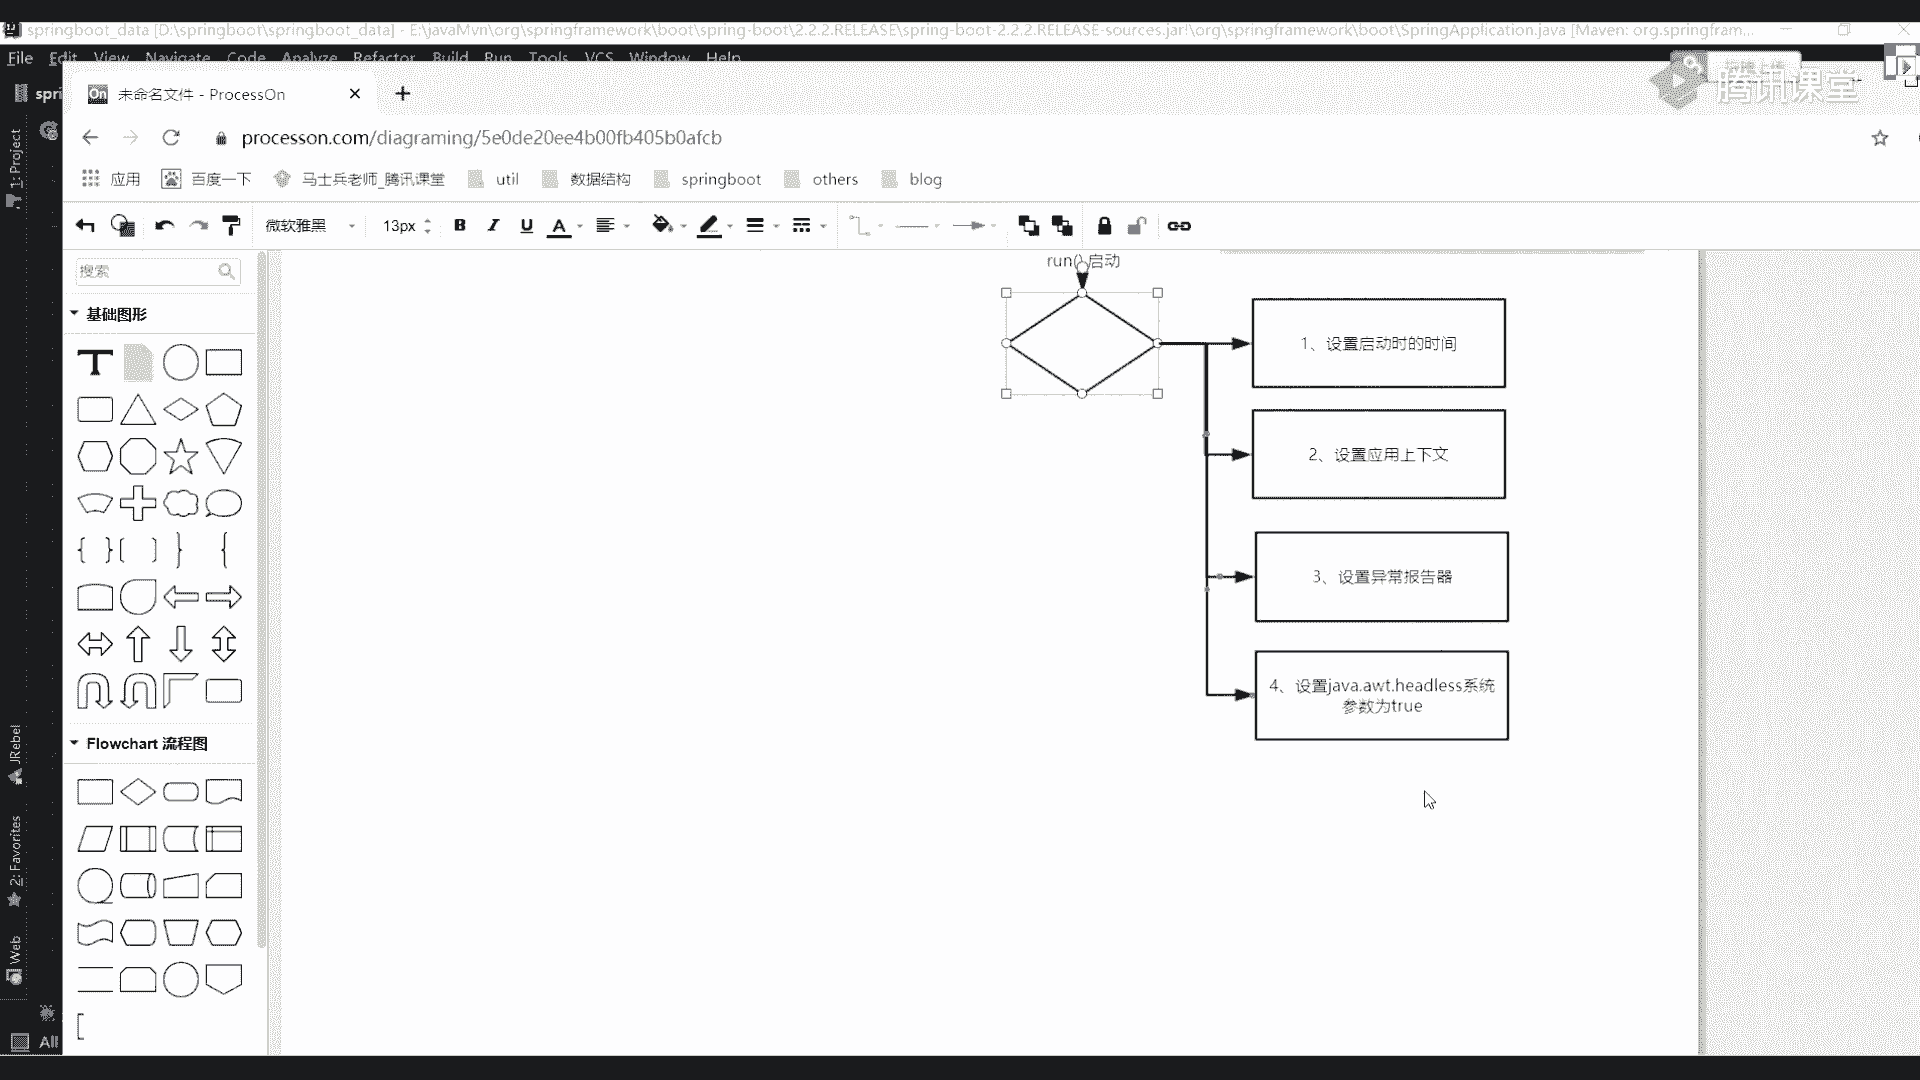 springboot_data [D:\springboot\springboot_data] - E:\javaMvn\org\springframework\boot\spring-boot\2.2.2.RELEASE\spring-boot-2.2.2.RELEASE-sources.jar!\org\springframework\boot\SpringApplication.java [Maven: org.springfram...
File Edit View Navigate Code Analyze Refactor Build Run Tools VCS Window Help
腾讯课堂
spri
On 未命名文件 - ProcessOn
processon.com/diagraming/5e0de20ee4b00fb405b0afcb
应用 百度一下 马士兵老师_腾讯课堂 util 数据结构 springboot others blog
微软雅黑 13px B I U A
1: Project
搜索
基础图形
T
run() 启动
1、设置启动时的时间
2、设置应用上下文
3、设置异常报告器
4、设置java.awt.headless系统
参数为true
Flowchart 流程图
JRebel
2: Favorites
Web
All